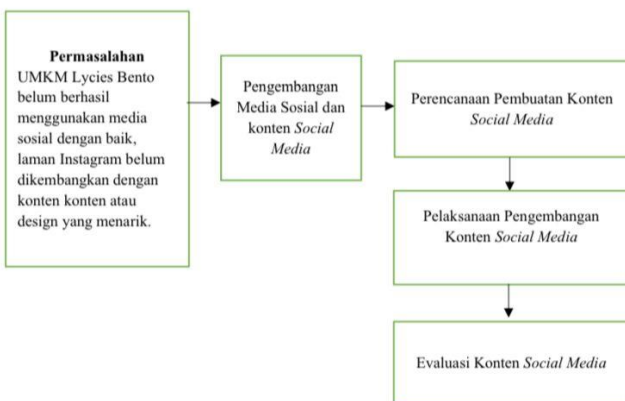 Permasalahan
UMKM Lycies Bento
belum berhasil
menggunakan media
sosial dengan baik,
laman Instagram belum
dikembangkan dengan
konten konten atau
design yang menarik.
Pengembangan
Media Sosial dan
konten Social
Media
Perencanaan Pembuatan Konten
Social Media
Pelaksanaan Pengembangan
Konten Social Media
Evaluasi Konten Social Media